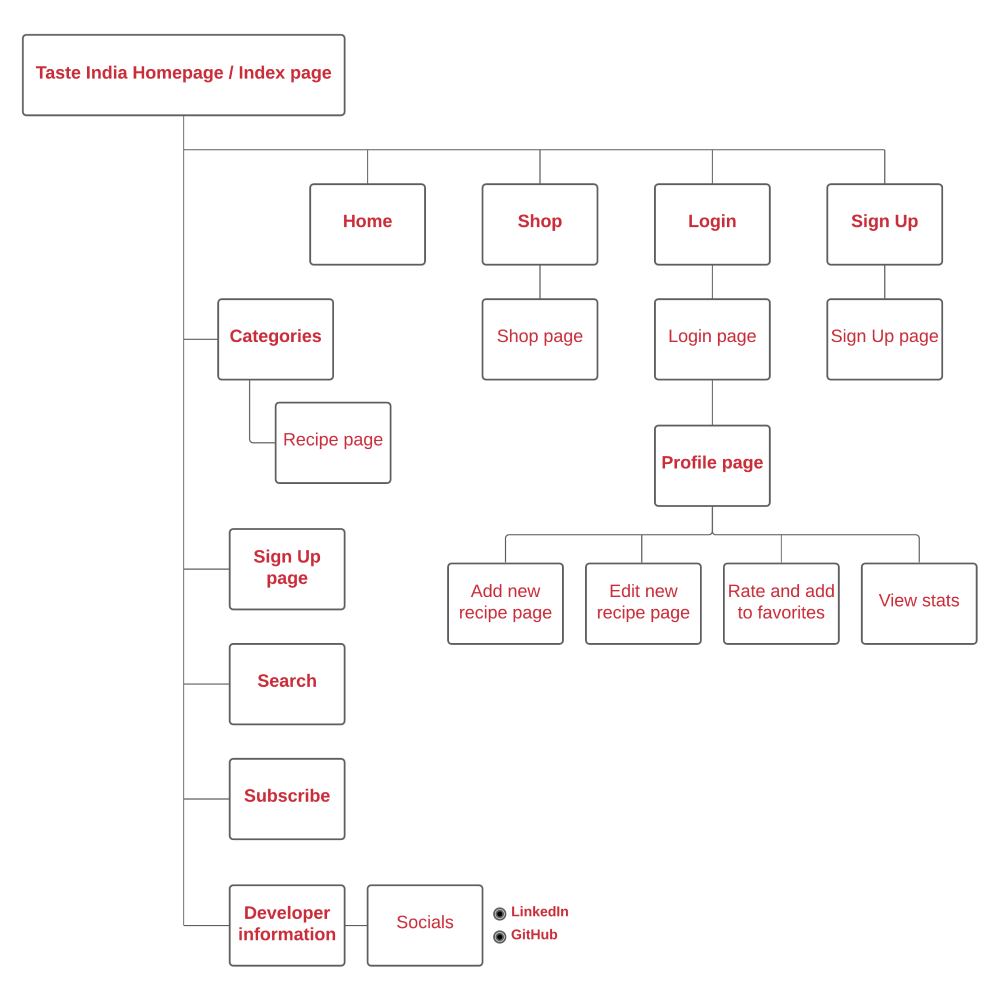 Taste India Homepage / Index page
Home
Shop
Login
Sign Up
Categories
Shop page
Login page
Sign Up page
Recipe page
Profile page
Sign Up
page
Add new
recipe page
Edit new
recipe page
Rate and add
to favorites
View stats
Search
Subscribe
Developer
information
Socials
LinkedIn
GitHub